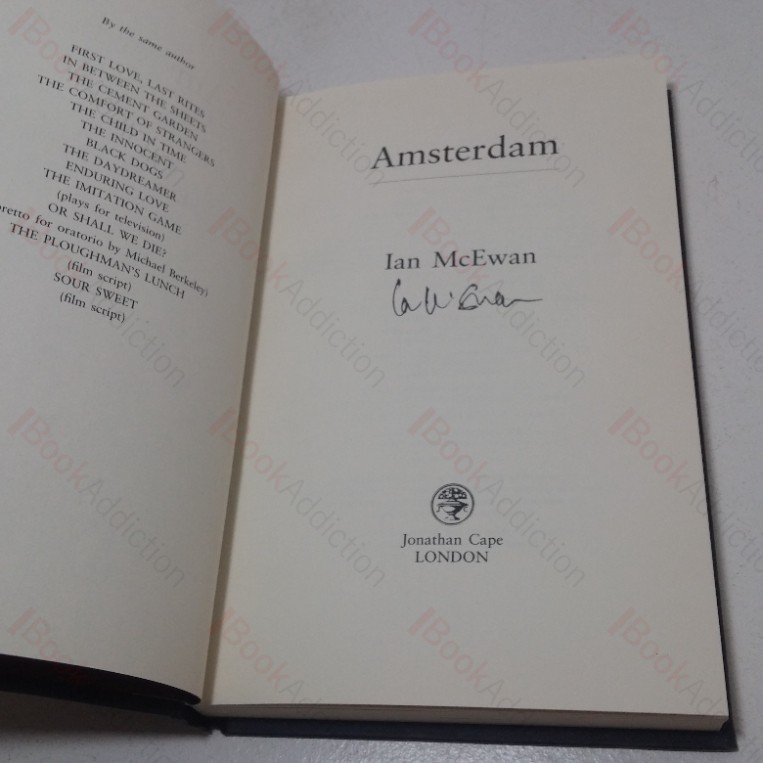 By the same author
FIRST LOVE, LAST RITES
IN BETWEEN THE SHEETS
THE CEMENT GARDEN
THE COMFORT OF STRANGERS
THE CHILD IN TIME
THE INNOCENT
BLACK DOGS
THE DAYDREAMER
ENDURING LOVE
THE IMITATION GAME
(plays for television)
OR SHALL WE DIE?
for oratorio by Michael Berkeley)
THE PLOUGHMAN'S LUNCH
(film script)
SOUR SWEET
(film script)
Amsterdam
Ian McEwan
Jonathan Cape
LONDON
BookAddiction